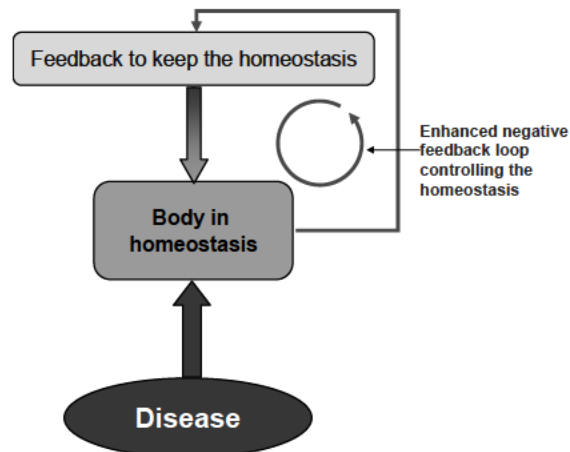 Feedback to keep the homeostasis
Enhanced negative
feedback loop
controlling the
homeostasis
Body in
homeostasis
Disease